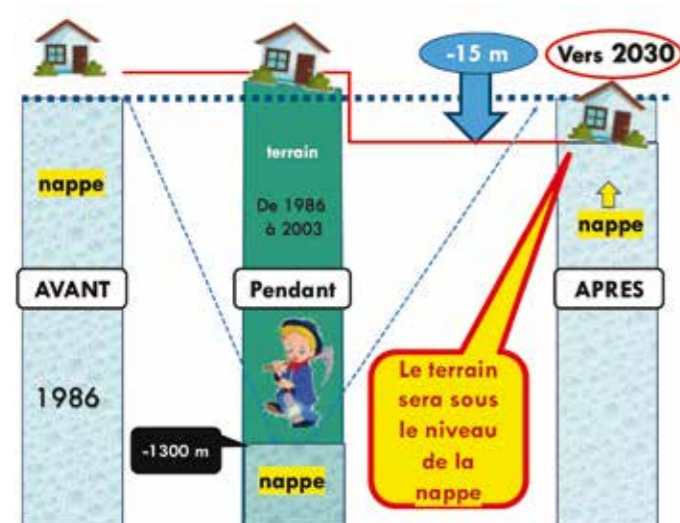 -15 m
Vers 2030
nappe
terrain
De 1986
à 2003
nappe
AVANT
Pendant
APRES
1986
-1300 m
nappe
Le terrain
sera sous
le niveau
de la
nappe